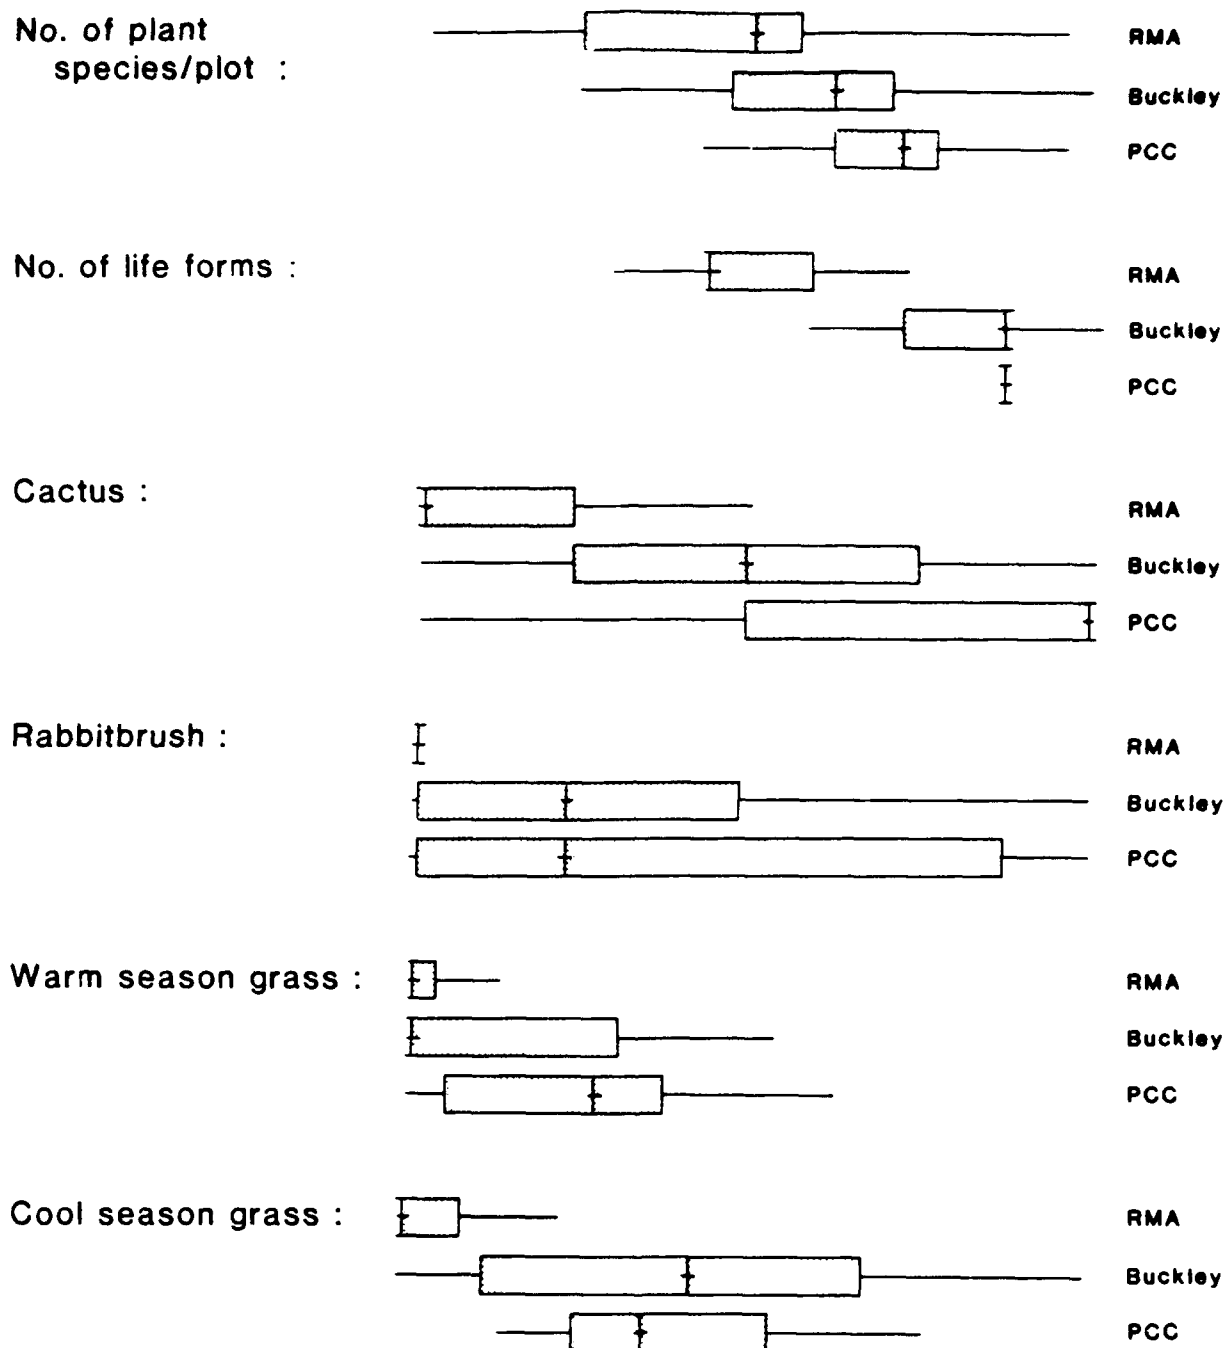 No. of plant
species/plot :
RMA
Buckley
PCC
No. of life forms :
RMA
Buckley
PCC
Cactus :
RMA
Buckley
PCC
Rabbitbrush :
RMA
Buckley
PCC
Warm season grass :
RMA
Buckley
PCC
Cool season grass :
RMA
Buckley
PCC